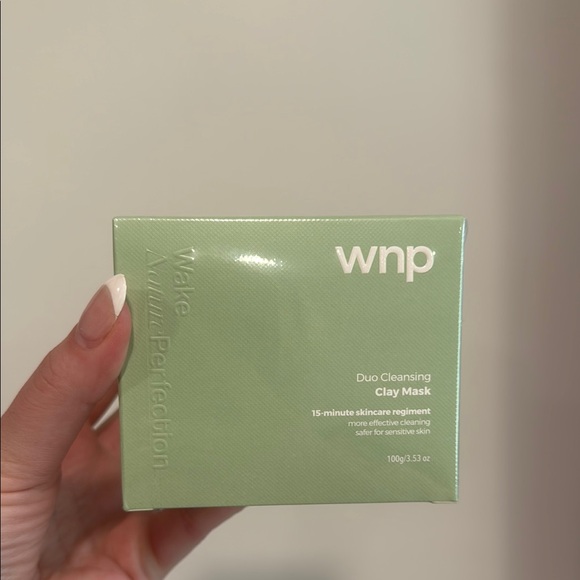 wnp
Wake
Nature Perfection
Duo Cleansing
Clay Mask
15-minute skincare regiment
more effective cleaning
safer for sensitive skin
100g/3.53 oz